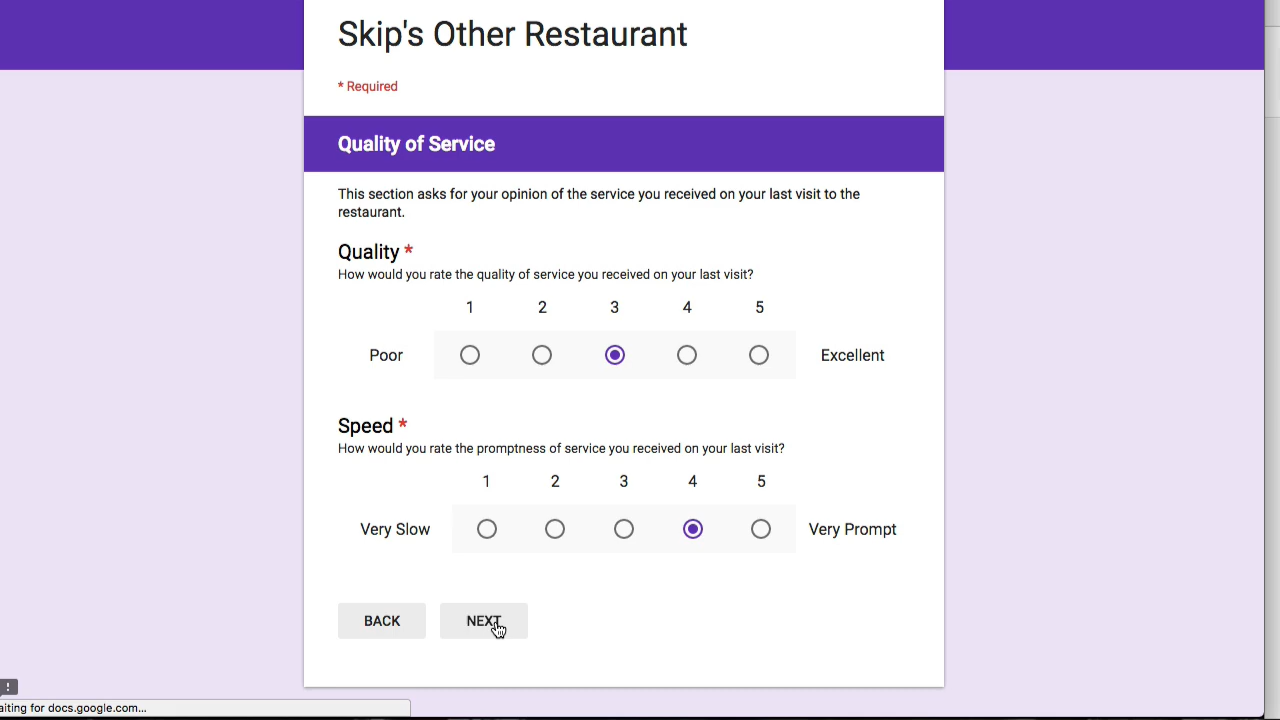 Skip's Other Restaurant
* Required
Quality of Service
This section asks for your opinion of the service you received on your last visit to the
restaurant.
Quality *
How would you rate the quality of service you received on your last visit?
1 2 3 4 5
Poor Excellent
Speed *
How would you rate the promptness of service you received on your last visit?
1 2 3 4 5
Very Slow Very Prompt
BACK NEXT
!
aiting for docs.google.com...